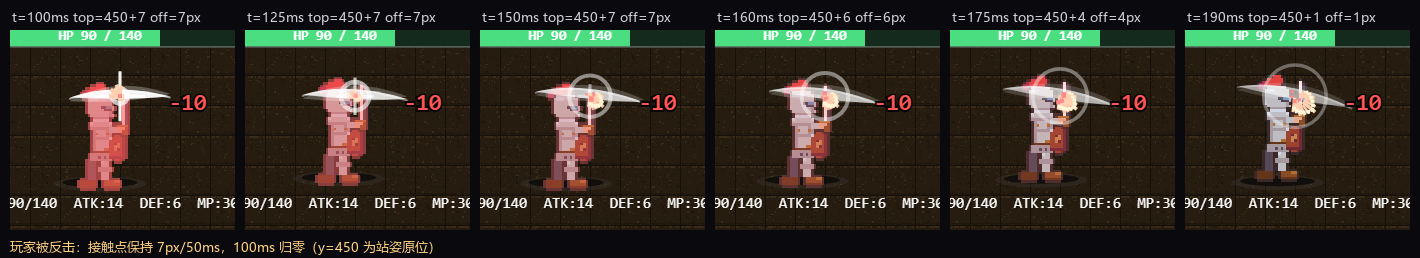 t=100ms top=450+7 off=7px
HP 90 / 140
-10
90/140 ATK:14 DEF:6 MP:30
t=125ms top=450+7 off=7px
HP 90 / 140
-10
90/140 ATK:14 DEF:6 MP:30
t=150ms top=450+7 off=7px
HP 90 / 140
-10
90/140 ATK:14 DEF:6 MP:30
t=160ms top=450+6 off=6px
HP 90 / 140
-10
90/140 ATK:14 DEF:6 MP:30
t=175ms top=450+4 off=4px
HP 90 / 140
-10
90/140 ATK:14 DEF:6 MP:30
t=190ms top=450+1 off=1px
HP 90 / 140
-10
90/140 ATK:14 DEF:6 MP:30
玩家被反击：接触点保持 7px/50ms，100ms 归零（y=450 为站姿原位）